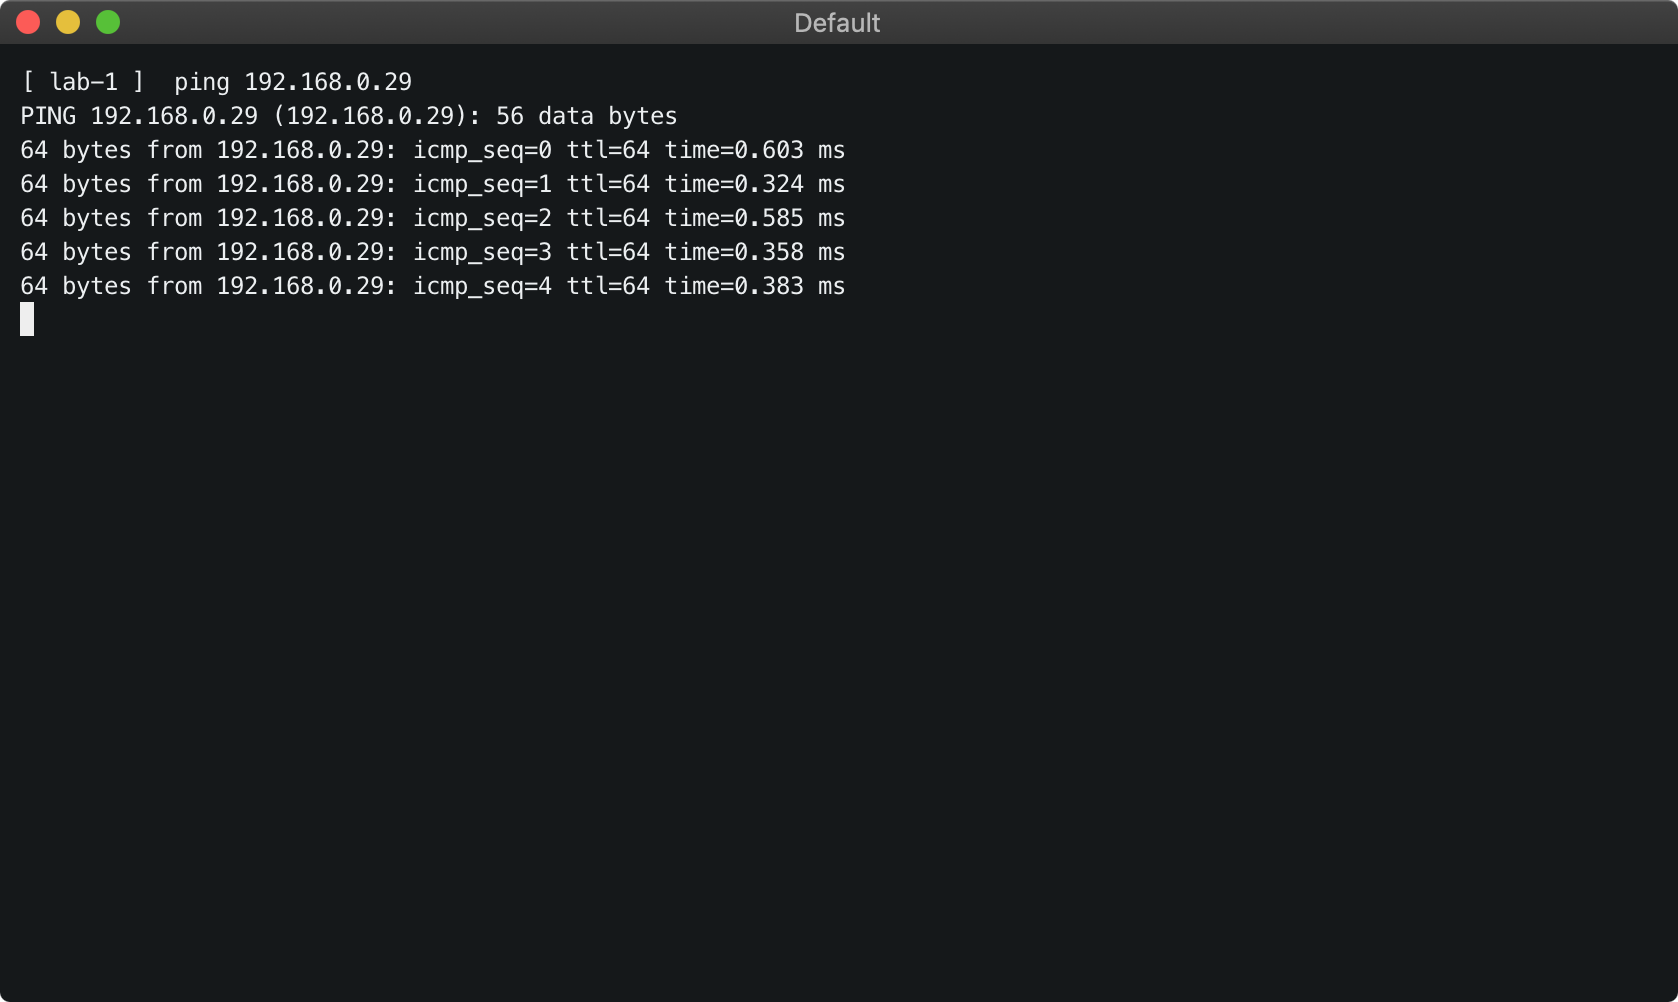 Default
[ lab-1 ]  ping 192.168.0.29
PING 192.168.0.29 (192.168.0.29): 56 data bytes
64 bytes from 192.168.0.29: icmp_seq=0 ttl=64 time=0.603 ms
64 bytes from 192.168.0.29: icmp_seq=1 ttl=64 time=0.324 ms
64 bytes from 192.168.0.29: icmp_seq=2 ttl=64 time=0.585 ms
64 bytes from 192.168.0.29: icmp_seq=3 ttl=64 time=0.358 ms
64 bytes from 192.168.0.29: icmp_seq=4 ttl=64 time=0.383 ms